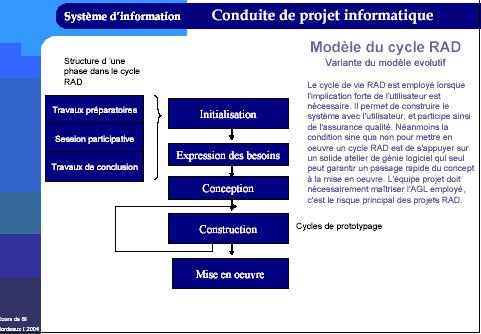 Système d'information
Conduite de projet informatique
Modèle du cycle RAD
Variante du modèle evolutif
Structure d 'une
phase dans le cycle
RAD
Travaux préparatoires
Session participative
Travaux de conclusion
Initialisation
Expression des besoins
Conception
Construction
Mise en oeuvre
Cycles de prototypage
Le cycle de vie RAD est employé lorsque
l'implication forte de l'utilisateur est
nécessaire. Il permet de construire le
système avec l'utilisateur, et participe ainsi
de l'assurance qualité. Néanmoins la
condition sine que non pour mettre en
oeuvre un cycle RAD est de s'appuyer sur
un solide atelier de génie logiciel qui seul
peut garantir un passage rapide du concept
à la mise en oeuvre. L'équipe projet doit
nécessairement maîtriser l'AGL employé,
c'est le risque principal des projets RAD.
cours de SI
Bordeaux I 2004